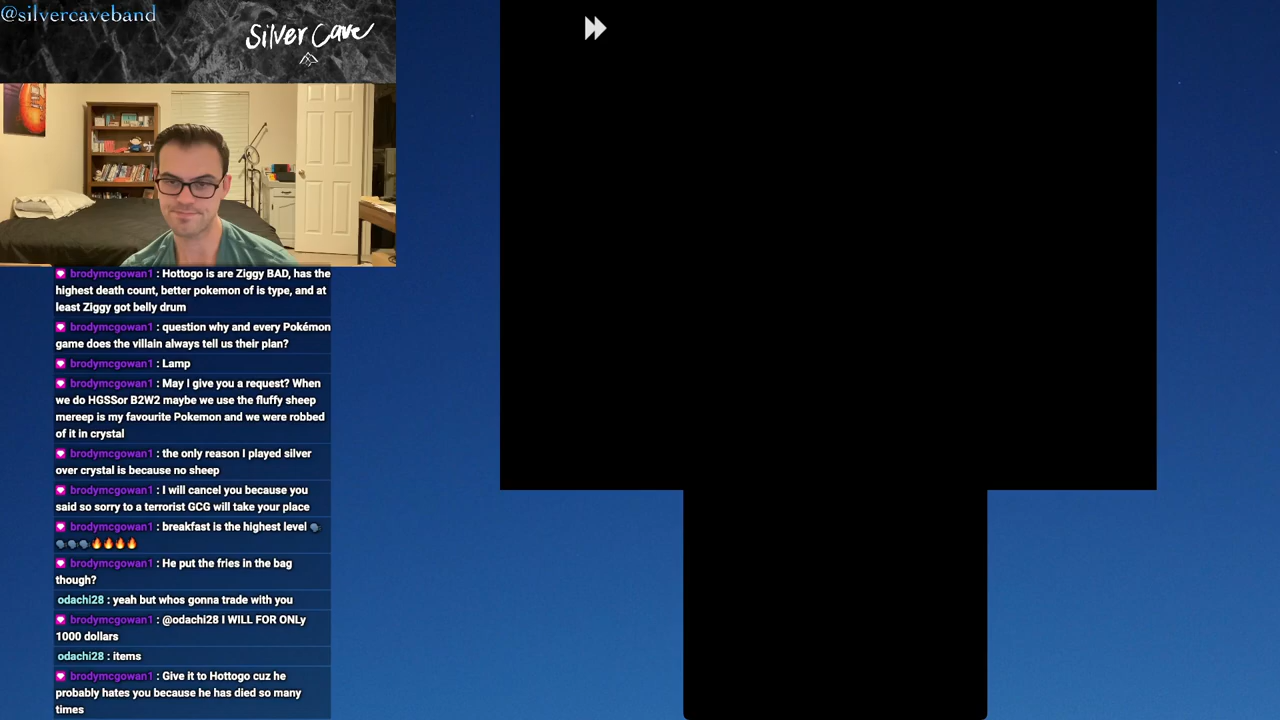 @silvercaveband
Silver Cave
brodymcgowan1 : Hottogo is are Ziggy BAD, has the
highest death count, better pokemon of is type, and at
least Ziggy got belly drum
brodymcgowan1 : question why and every Pokémon
game does the villain always tell us their plan?
brodymcgowan1 : Lamp
brodymcgowan1 : May I give you a request? When
we do HGSSor B2W2 maybe we use the fluffy sheep
mereep is my favourite Pokemon and we were robbed
of it in crystal
brodymcgowan1 : the only reason I played silver
over crystal is because no sheep
brodymcgowan1 : I will cancel you because you
said so sorry to a terrorist GCG will take your place
brodymcgowan1 : breakfast is the highest level 🗣️
🗣️🗣️🗣️🔥🔥🔥🔥
brodymcgowan1 : He put the fries in the bag
though?
odachi28 : yeah but whos gonna trade with you
brodymcgowan1 : @odachi28 I WILL FOR ONLy
1000 dollars
odachi28 : items
brodymcgowan1 : Give it to Hottogo cuz he
probably hates you because he has died so many
times